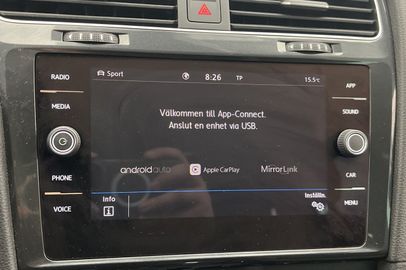 RADIO
MEDIA
PHONE
VOICE
Sport
8:26
TP
15.5°C
Välkommen till App-Connect.
Anslut en enhet via USB.
androidauto
Apple CarPlay
MirrorLink
Info
i
Inställn.
APP
SOUND
CAR
MENU